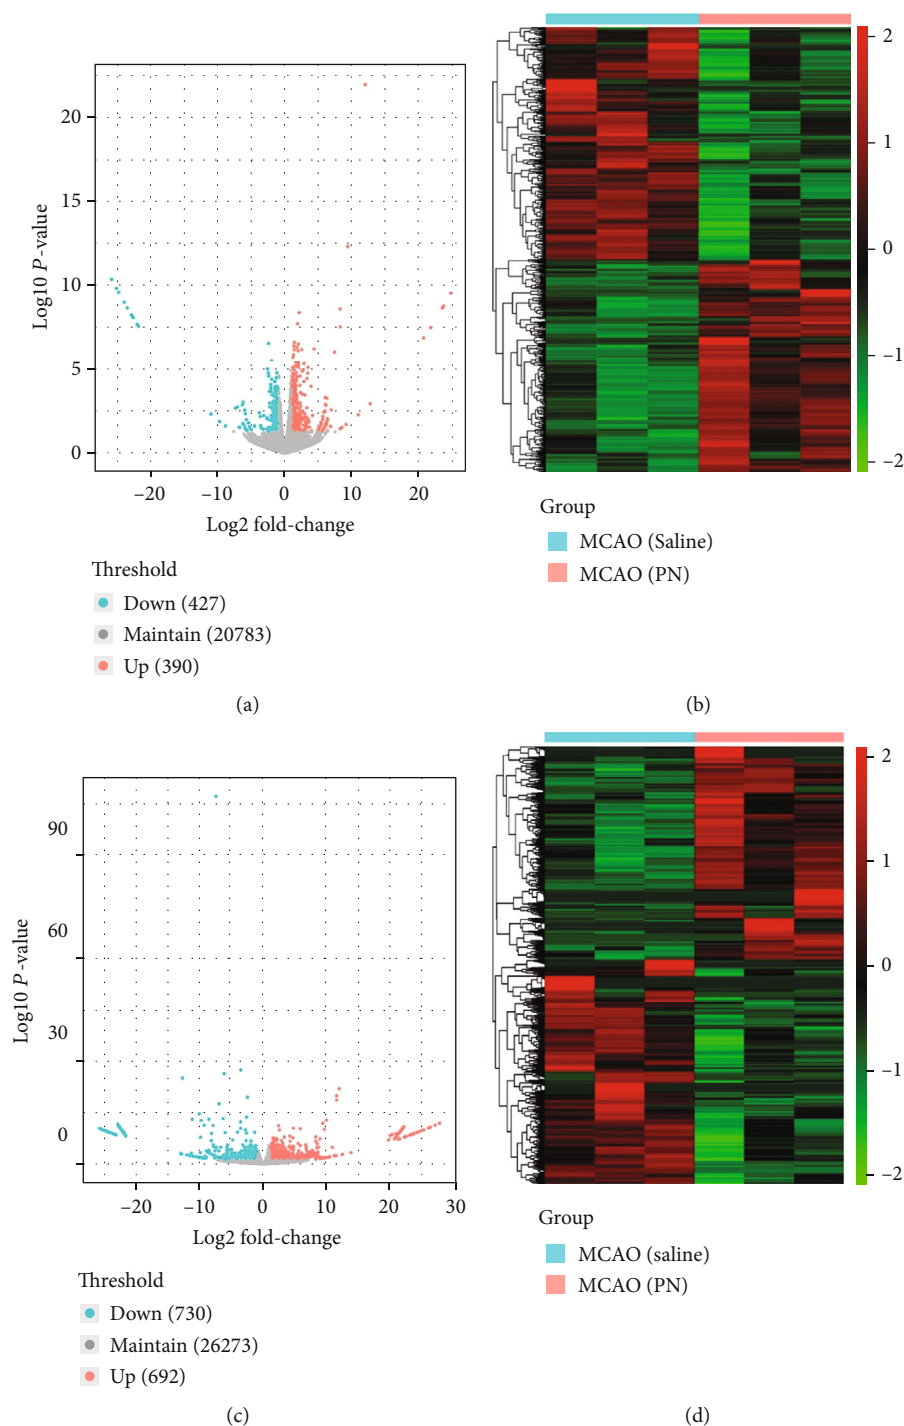 20
15
10
5
0
Log10 P-value
−20 −10 0 10 20
Log2 fold-change
Threshold
Down (427)
Maintain (20783)
Up (390)
(a)
2
1
0
−1
−2
Group
MCAO (Saline)
MCAO (PN)
(b)
90
60
30
0
Log10 P-value
−20 −10 0 10 20 30
Log2 fold-change
Threshold
Down (730)
Maintain (26273)
Up (692)
(c)
2
1
0
−1
−2
Group
MCAO (saline)
MCAO (PN)
(d)